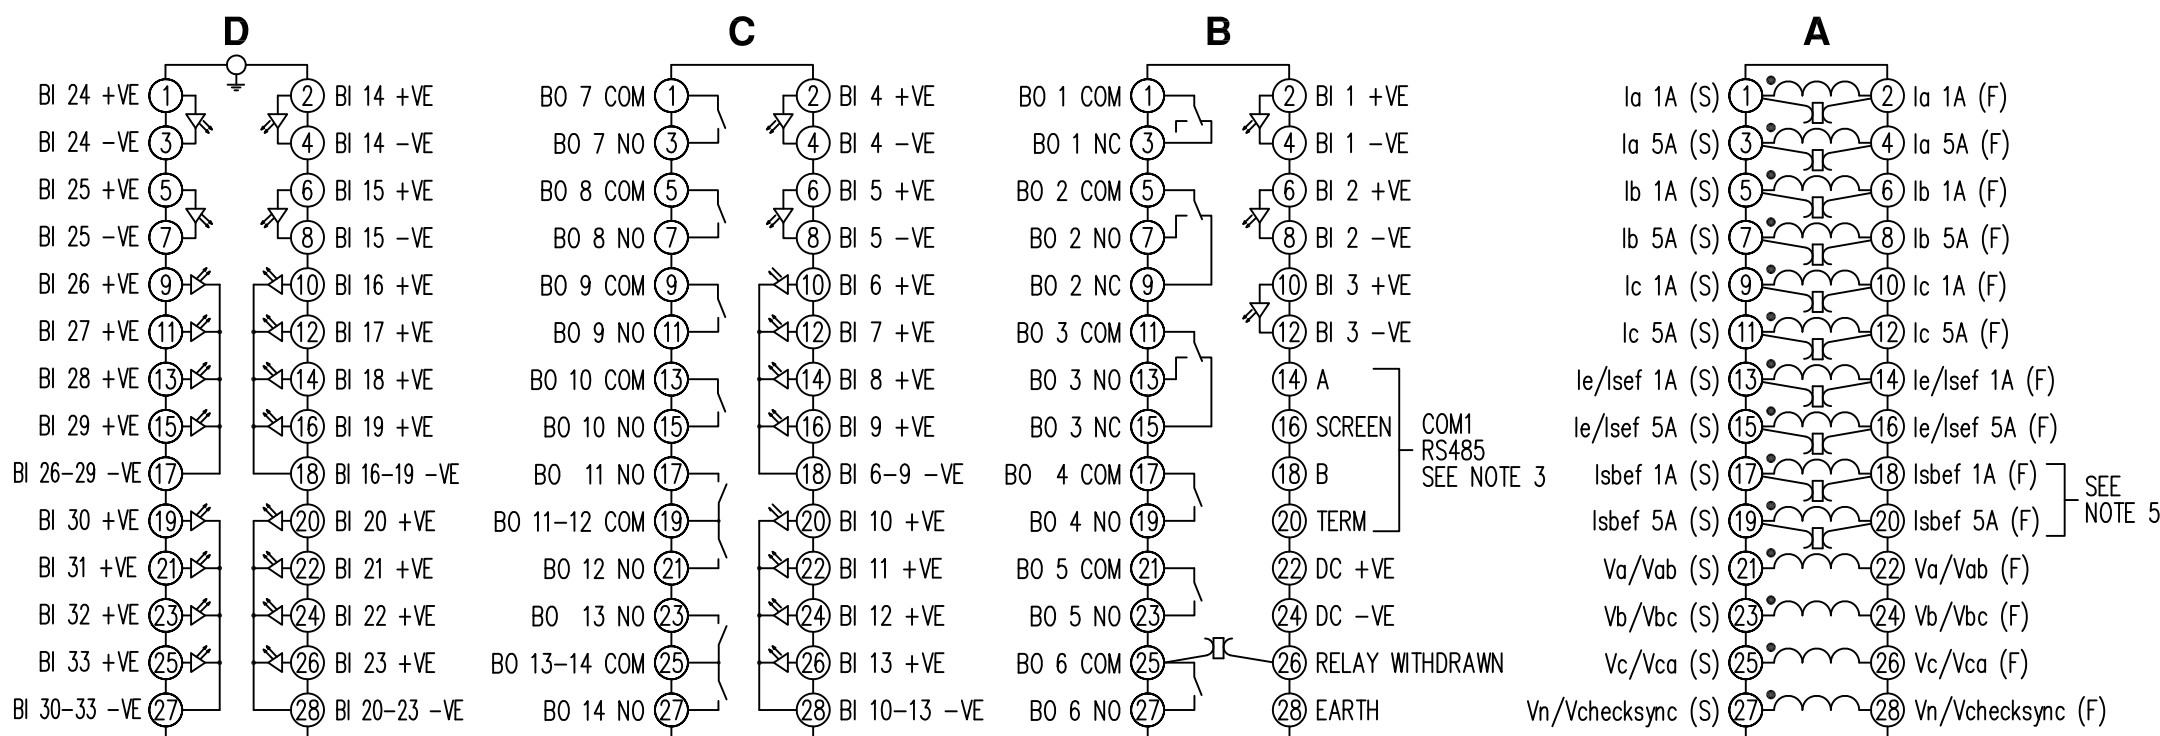 D C B A
BI 24 +VE 1 2 BI 14 +VE BO 7 COM 1 2 BI 4 +VE BO 1 COM 1 2 BI 1 +VE Ia 1A (S) 1 2 Ia 1A (F)
BI 24 -VE 3 4 BI 14 -VE BO 7 NO 3 4 BI 4 -VE BO 1 NC 3 4 BI 1 -VE Ia 5A (S) 3 4 Ia 5A (F)
BI 25 +VE 5 6 BI 15 +VE BO 8 COM 5 6 BI 5 +VE BO 2 COM 5 6 BI 2 +VE Ib 1A (S) 5 6 Ib 1A (F)
BI 25 -VE 7 8 BI 15 -VE BO 8 NO 7 8 BI 5 -VE BO 2 NO 7 8 BI 2 -VE Ib 5A (S) 7 8 Ib 5A (F)
BI 26 +VE 9 10 BI 16 +VE BO 9 COM 9 10 BI 6 +VE BO 2 NC 9 10 BI 3 +VE Ic 1A (S) 9 10 Ic 1A (F)
BI 27 +VE 11 12 BI 17 +VE BO 9 NO 11 12 BI 7 +VE BO 3 COM 11 12 BI 3 -VE Ic 5A (S) 11 12 Ic 5A (F)
BI 28 +VE 13 14 BI 18 +VE BO 10 COM 13 14 BI 8 +VE BO 3 NO 13 14 A Ie/Isef 1A (S) 13 14 Ie/Isef 1A (F)
BI 29 +VE 15 16 BI 19 +VE BO 10 NO 15 16 BI 9 +VE BO 3 NC 15 16 SCREEN COM1 Ie/Isef 5A (S) 15 16 Ie/Isef 5A (F)
RS485
BI 26-29 -VE 17 18 BI 16-19 -VE BO 11 NO 17 18 BI 6-9 -VE BO 4 COM 17 18 B SEE NOTE 3 Isbef 1A (S) 17 18 Isbef 1A (F)
SEE
NOTE 5
BI 30 +VE 19 20 BI 20 +VE BO 11-12 COM 19 20 BI 10 +VE BO 4 NO 19 20 TERM Isbef 5A (S) 19 20 Isbef 5A (F)
BI 31 +VE 21 22 BI 21 +VE BO 12 NO 21 22 BI 11 +VE BO 5 COM 21 22 DC +VE Va/Vab (S) 21 22 Va/Vab (F)
BI 32 +VE 23 24 BI 22 +VE BO 13 NO 23 24 BI 12 +VE BO 5 NO 23 24 DC -VE Vb/Vbc (S) 23 24 Vb/Vbc (F)
BI 33 +VE 25 26 BI 23 +VE BO 13-14 COM 25 26 BI 13 +VE BO 6 COM 25 26 RELAY WITHDRAWN Vc/Vca (S) 25 26 Vc/Vca (F)
BI 30-33 -VE 27 28 BI 20-23 -VE BO 14 NO 27 28 BI 10-13 -VE BO 6 NO 27 28 EARTH Vn/Vchecksync (S) 27 28 Vn/Vchecksync (F)